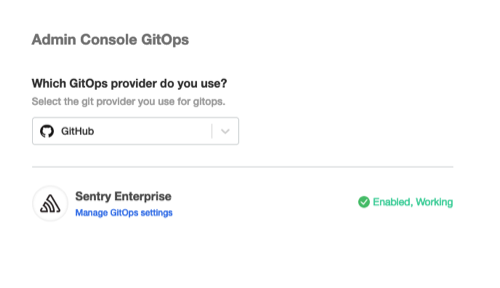 Admin Console GitOps
Which GitOps provider do you use?
Select the git provider you use for gitops.
GitHub
Sentry Enterprise
Enabled, Working
Manage GitOps settings